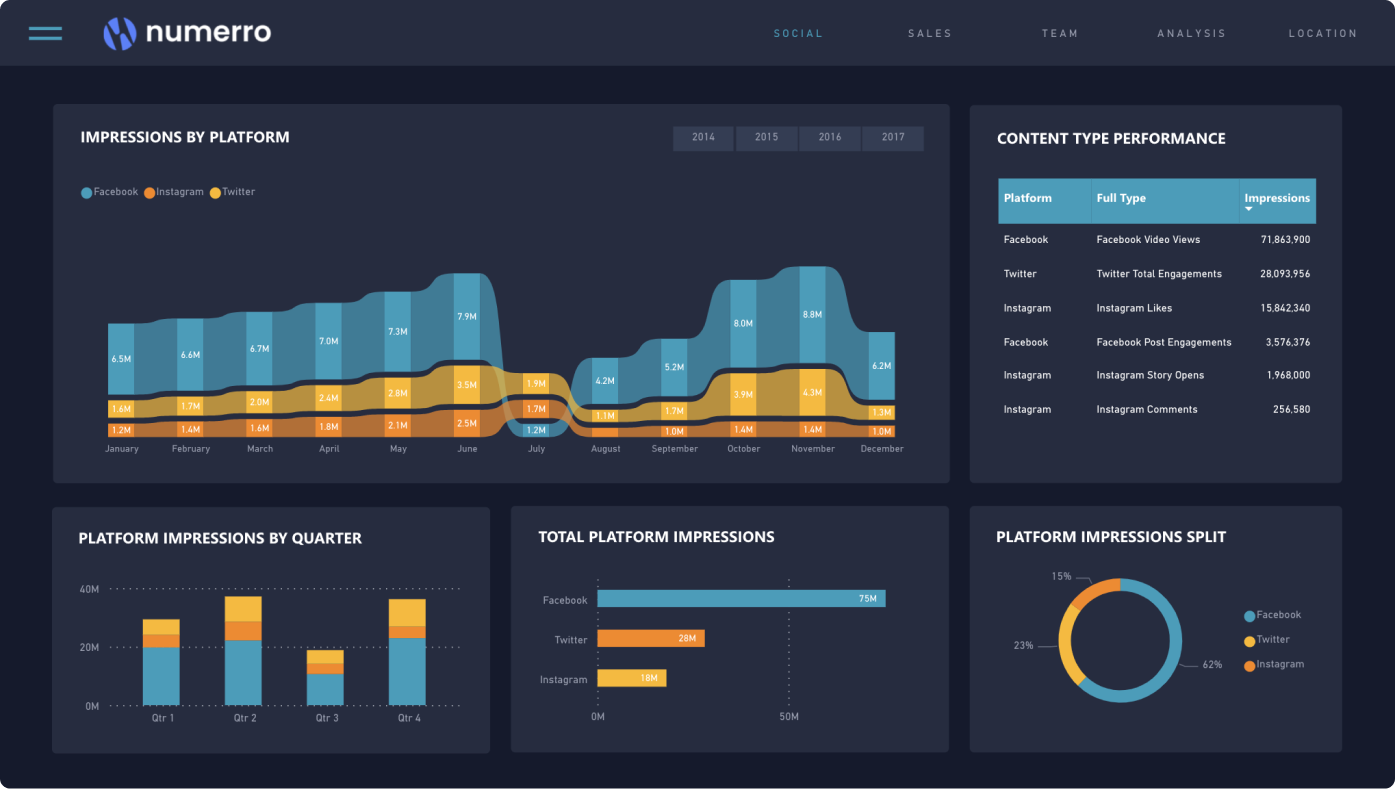 numerro
SOCIAL SALES TEAM ANALYSIS LOCATION
IMPRESSIONS BY PLATFORM
2014 2015 2016 2017
Facebook Instagram Twitter
6.5M 6.6M 6.7M 7.0M 7.3M 7.9M 1.9M 4.2M 5.2M 8.0M 8.8M 6.2M
1.6M 1.7M 2.0M 2.4M 2.8M 3.5M 1.7M 1.1M 1.7M 3.9M 4.3M 1.3M
1.2M 1.4M 1.6M 1.8M 2.1M 2.5M 1.2M 1.0M 1.4M 1.4M 1.0M
January February March April May June July August September October November December
CONTENT TYPE PERFORMANCE
Platform Full Type Impressions
Facebook Facebook Video Views 71,863,900
Twitter Twitter Total Engagements 28,093,956
Instagram Instagram Likes 15,842,340
Facebook Facebook Post Engagements 3,576,376
Instagram Instagram Story Opens 1,968,000
Instagram Instagram Comments 256,580
PLATFORM IMPRESSIONS BY QUARTER
40M
20M
0M
Qtr 1 Qtr 2 Qtr 3 Qtr 4
TOTAL PLATFORM IMPRESSIONS
Facebook 75M
Twitter 28M
Instagram 18M
0M 50M
PLATFORM IMPRESSIONS SPLIT
15%
23%
62%
Facebook
Twitter
Instagram